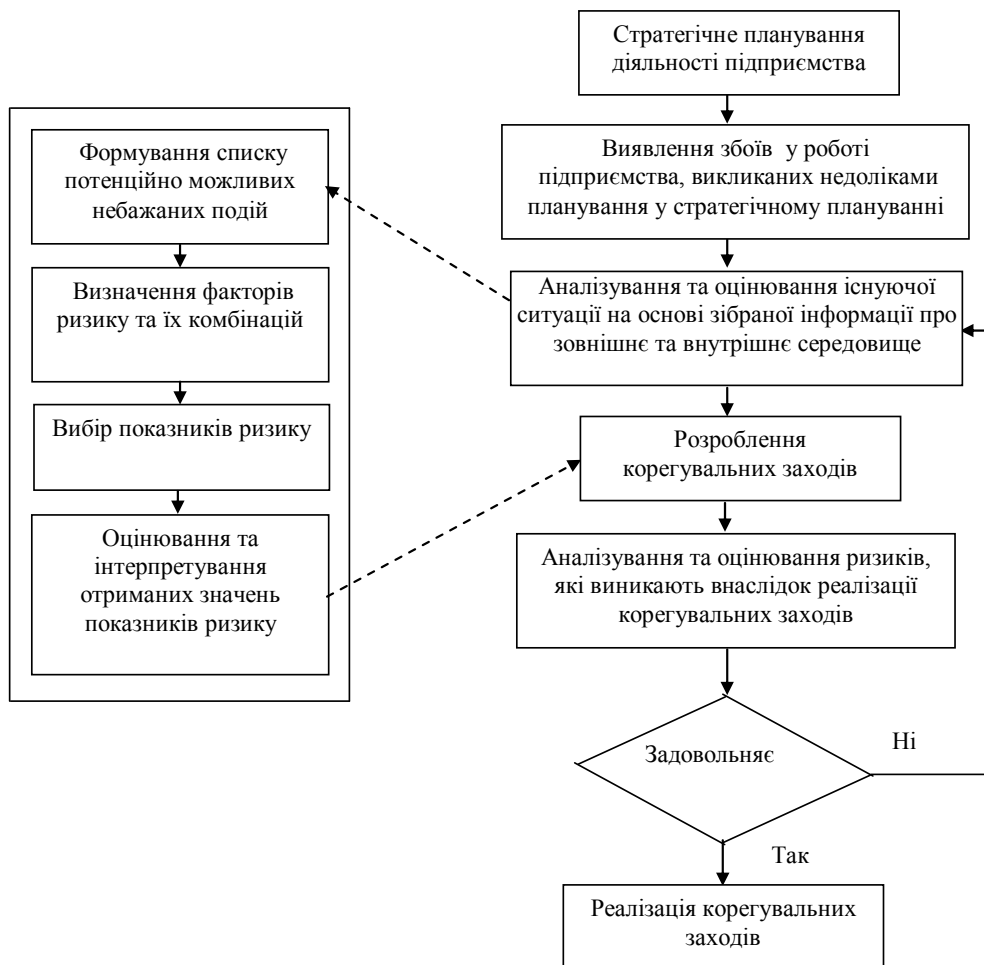 Стратегічне планування
діяльності підприємства
Виявлення збоїв у роботі
підприємства, викликаних недоліками
планування у стратегічному плануванні
Аналізування та оцінювання існуючої
ситуації на основі зібраної інформації про
зовнішнє та внутрішнє середовище
Формування списку
потенційно можливих
небажаних подій
Визначення факторів
ризику та їх комбінацій
Вибір показників ризику
Оцінювання та
інтерпретування
отриманих значень
показників ризику
Розроблення
корегувальних заходів
Аналізування та оцінювання ризиків,
які виникають внаслідок реалізації
корегувальних заходів
Задовольняє
Ні
Так
Реалізація корегувальних
заходів